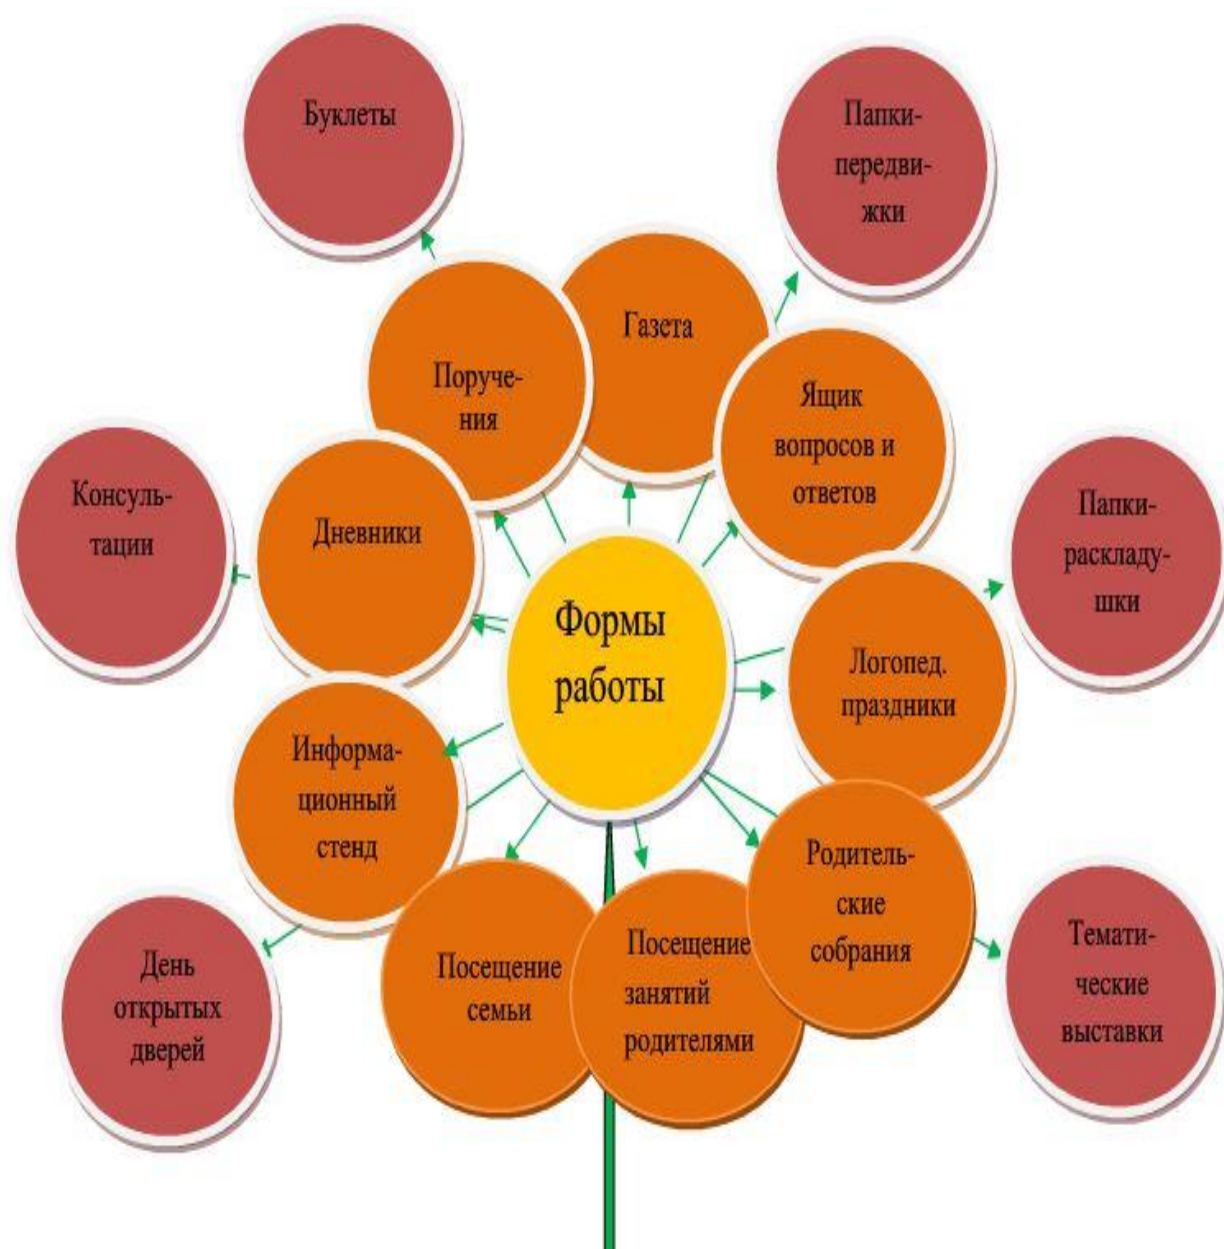 Буклеты
Папки-
передви-
жки
Газета
Поруче-
ния
Ящик
вопросов и
ответов
Консуль-
тации
Дневники
Папки-
раскладу-
шки
Формы
работы
Логопед.
праздники
Информа-
ционный
стенд
Родитель-
ские
собрания
День
открытых
дверей
Посещение
семьи
Посещение
занятий
родителями
Темати-
ческие
выставки